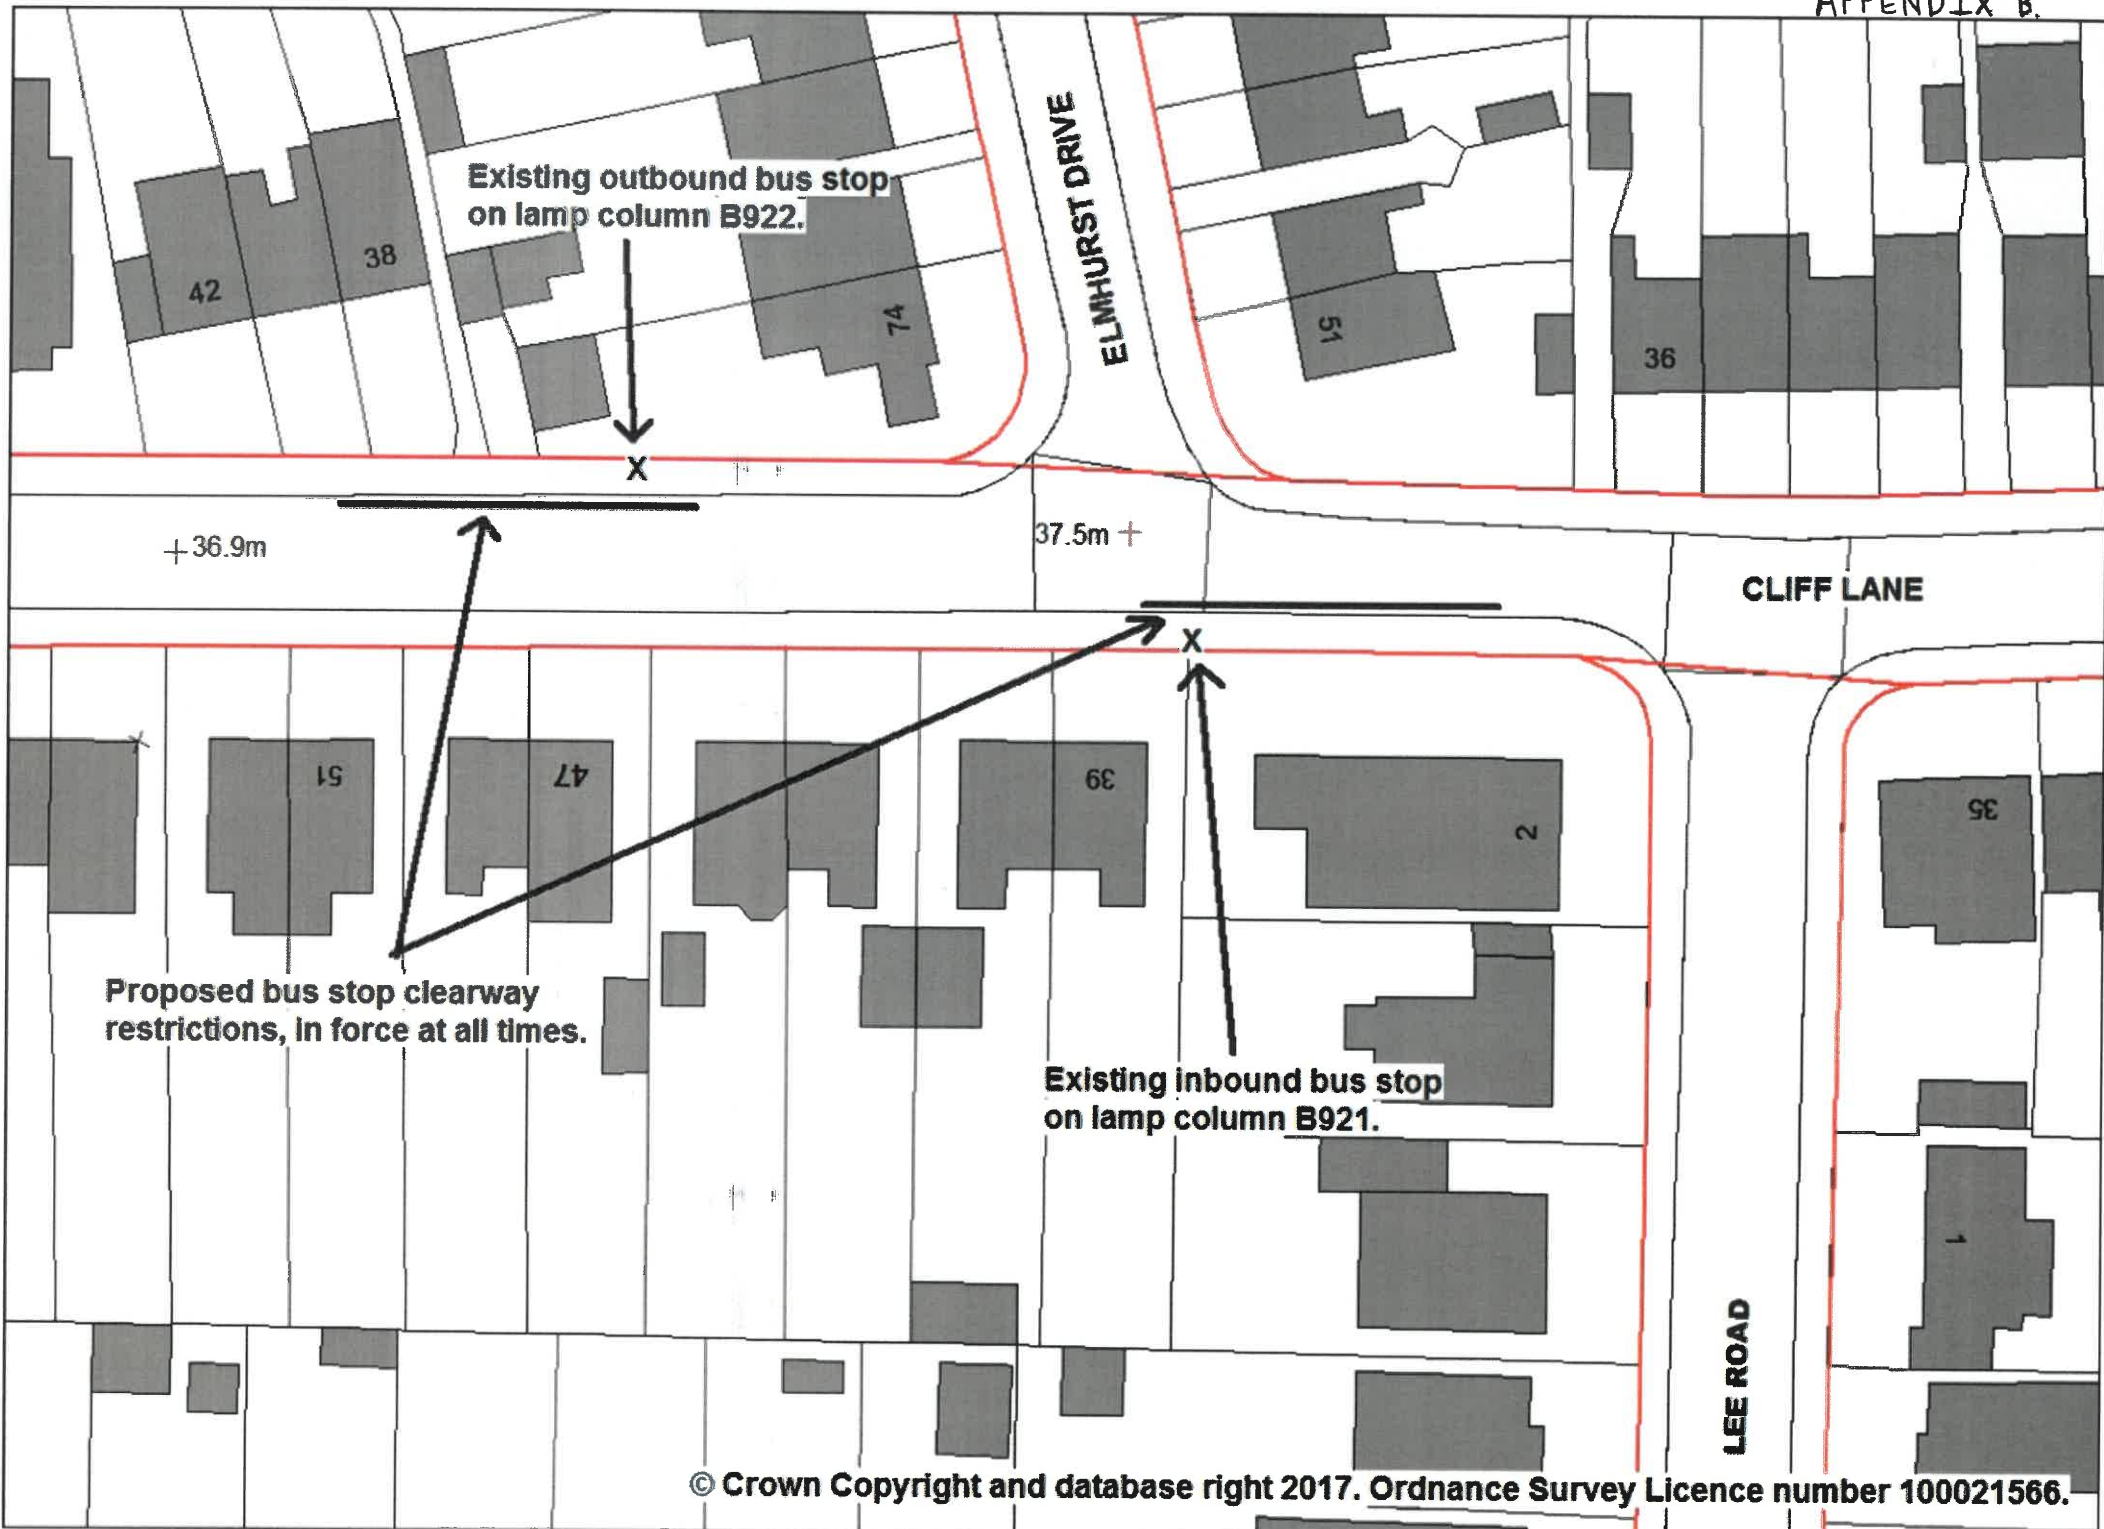 APPENDIX B.
ELMHURST DRIVE
Existing outbound bus stop
on lamp column B922.
42
38
74
51
36
X
36.9m
37.5m
CLIFF LANE
X
51
47
39
2
35
Proposed bus stop clearway
restrictions, in force at all times.
Existing inbound bus stop
on lamp column B921.
1
LEE ROAD
© Crown Copyright and database right 2017. Ordnance Survey Licence number 100021566.